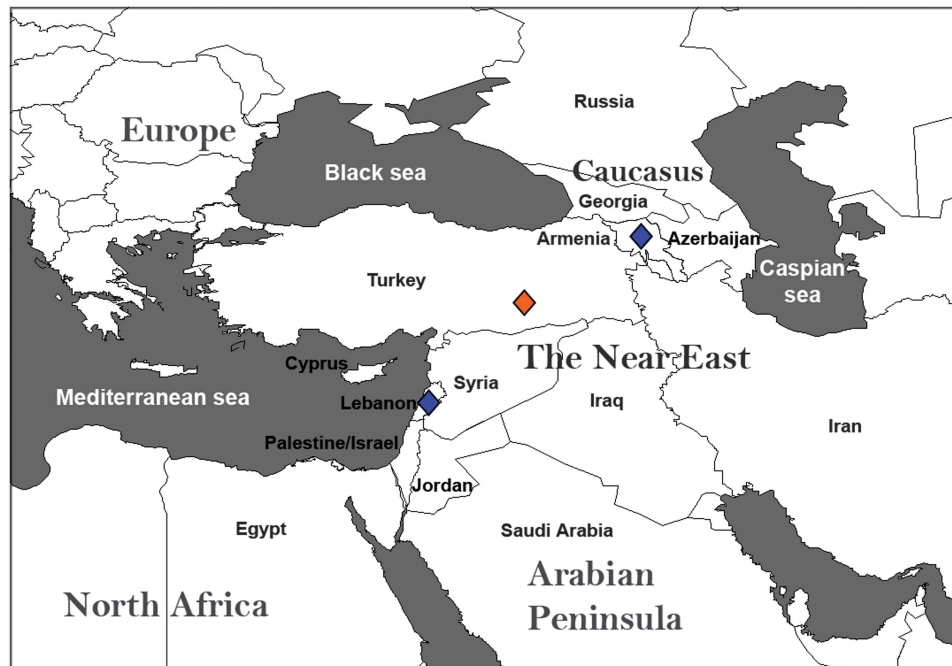 Russia
Europe
Black sea
Caucasus
Georgia
Armenia
Azerbaijan
Caspian
sea
Turkey
The Near East
Cyprus
Syria
Mediterranean sea
Lebanon
Iraq
Iran
Palestine/Israel
Jordan
Egypt
Saudi Arabia
Arabian
Peninsula
North Africa